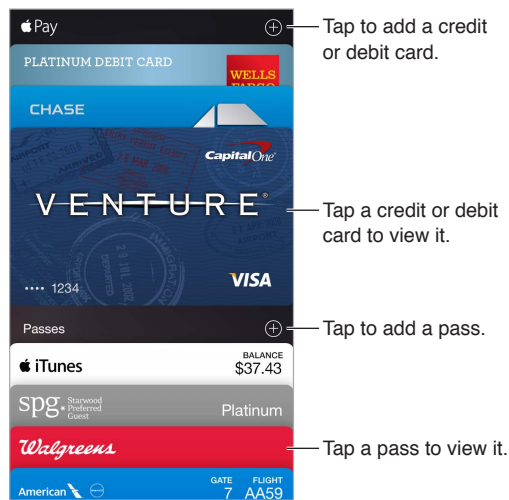 Pay
Tap to add a credit
or debit card.
PLATINUM DEBIT CARD
WELLS
FARGO
CHASE
CapitalOne®
VENTURE®
Tap a credit or debit
card to view it.
•••• 1234
VISA
Passes
Tap to add a pass.
iTunes
BALANCE
$37.43
spg® Starwood
Preferred
Guest
Platinum
Walgreens
Tap a pass to view it.
American
GATE FLIGHT
7 AA59